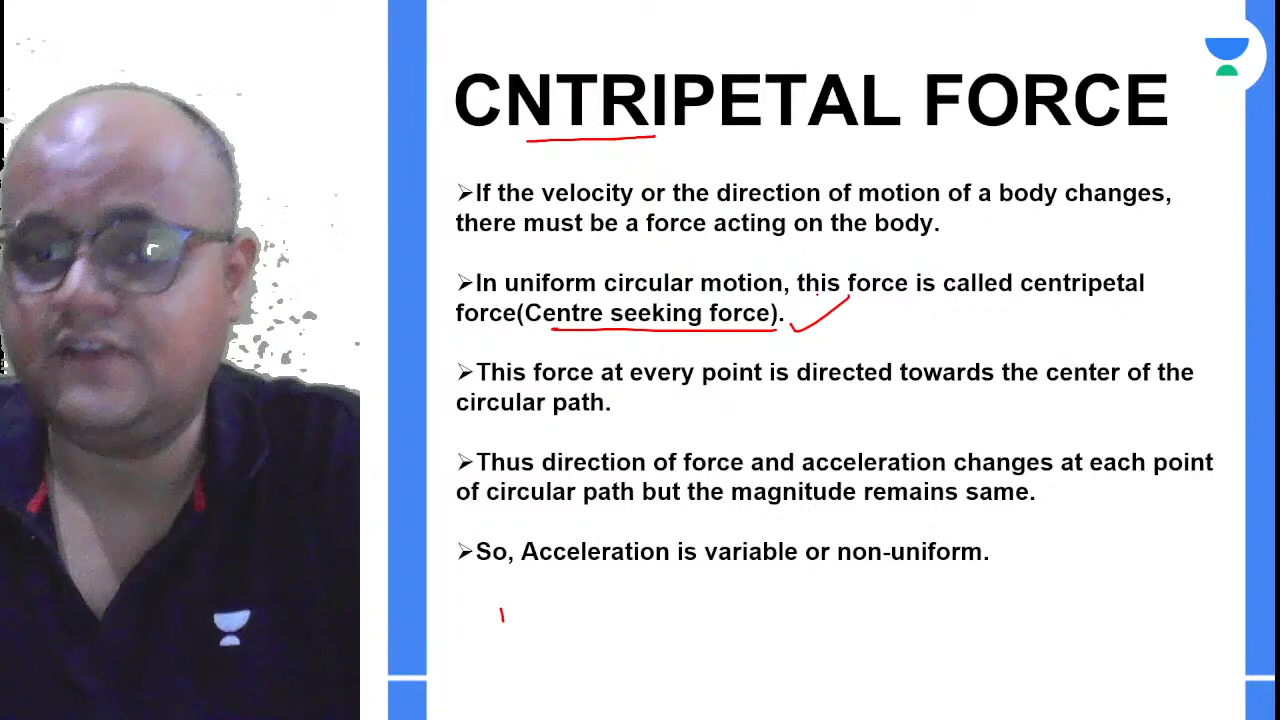 CNTRIPETAL FORCE
➢If the velocity or the direction of motion of a body changes,
there must be a force acting on the body.
➢In uniform circular motion, this force is called centripetal
force(Centre seeking force).
➢This force at every point is directed towards the center of the
circular path.
➢Thus direction of force and acceleration changes at each point
of circular path but the magnitude remains same.
➢So, Acceleration is variable or non-uniform.